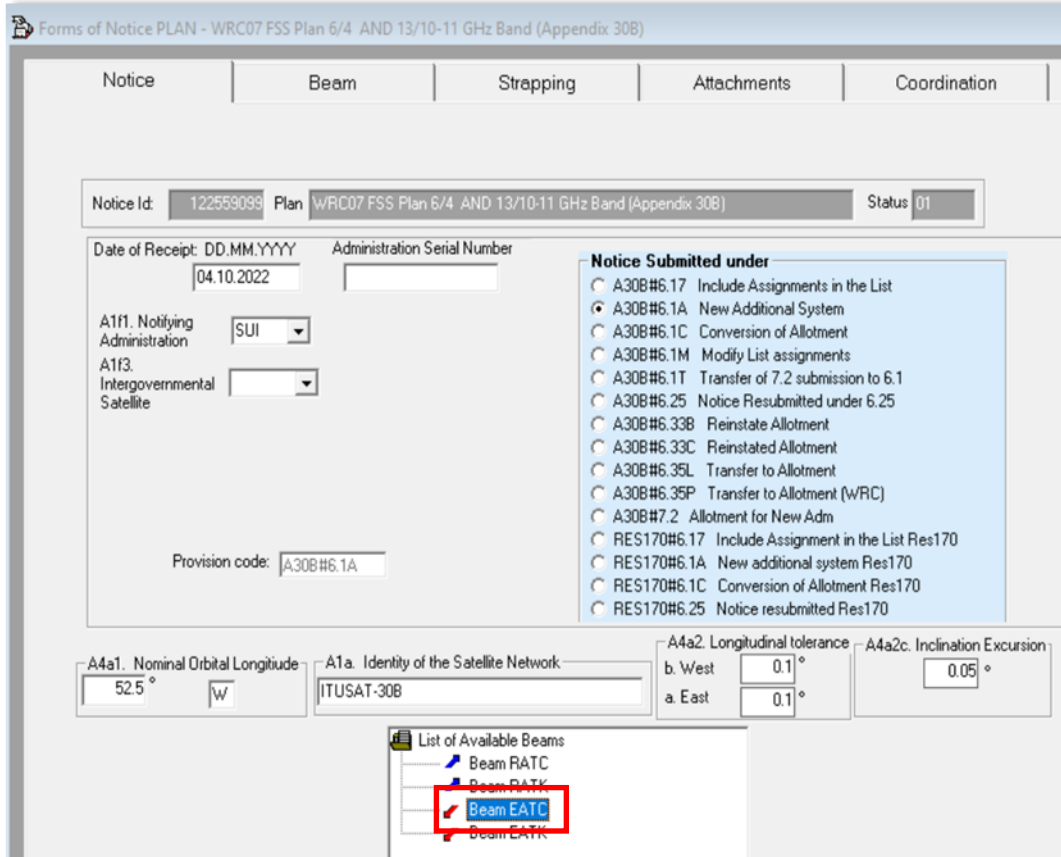 Forms of Notice PLAN - WRC07 FSS Plan 6/4 AND 13/10-11 GHz Band (Appendix 30B)
Notice Beam Strapping Attachments Coordination
Notice Id: 122559099 Plan WRC07 FSS Plan 6/4 AND 13/10-11 GHz Band (Appendix 30B) Status 01
Date of Receipt: DD.MM.YYYY Administration Serial Number
04.10.2022
A1f1. Notifying
Administration
SUI
A1f3.
Intergovernmental
Satellite
Provision code: A30B#6.1A
Notice Submitted under
A30B#6.17 Include Assignments in the List
A30B#6.1A New Additional System
A30B#6.1C Conversion of Allotment
A30B#6.1M Modify List assignments
A30B#6.1T Transfer of 7.2 submission to 6.1
A30B#6.25 Notice Resubmitted under 6.25
A30B#6.33B Reinstate Allotment
A30B#6.33C Reinstated Allotment
A30B#6.35L Transfer to Allotment
A30B#6.35P Transfer to Allotment (WRC)
A30B#7.2 Allotment for New Adm
RES170#6.17 Include Assignment in the List Res170
RES170#6.1A New additional system Res170
RES170#6.1C Conversion of Allotment Res170
RES170#6.25 Notice resubmitted Res170
A4a1. Nominal Orbital Longitiude
52.5 ° W
A1a. Identity of the Satellite Network
ITUSAT-30B
A4a2. Longitudinal tolerance
b. West 0.1 °
a. East 0.1 °
A4a2c. Inclination Excursion
0.05 °
List of Available Beams
Beam RATC
Beam RATK
Beam EATC
Beam EATK